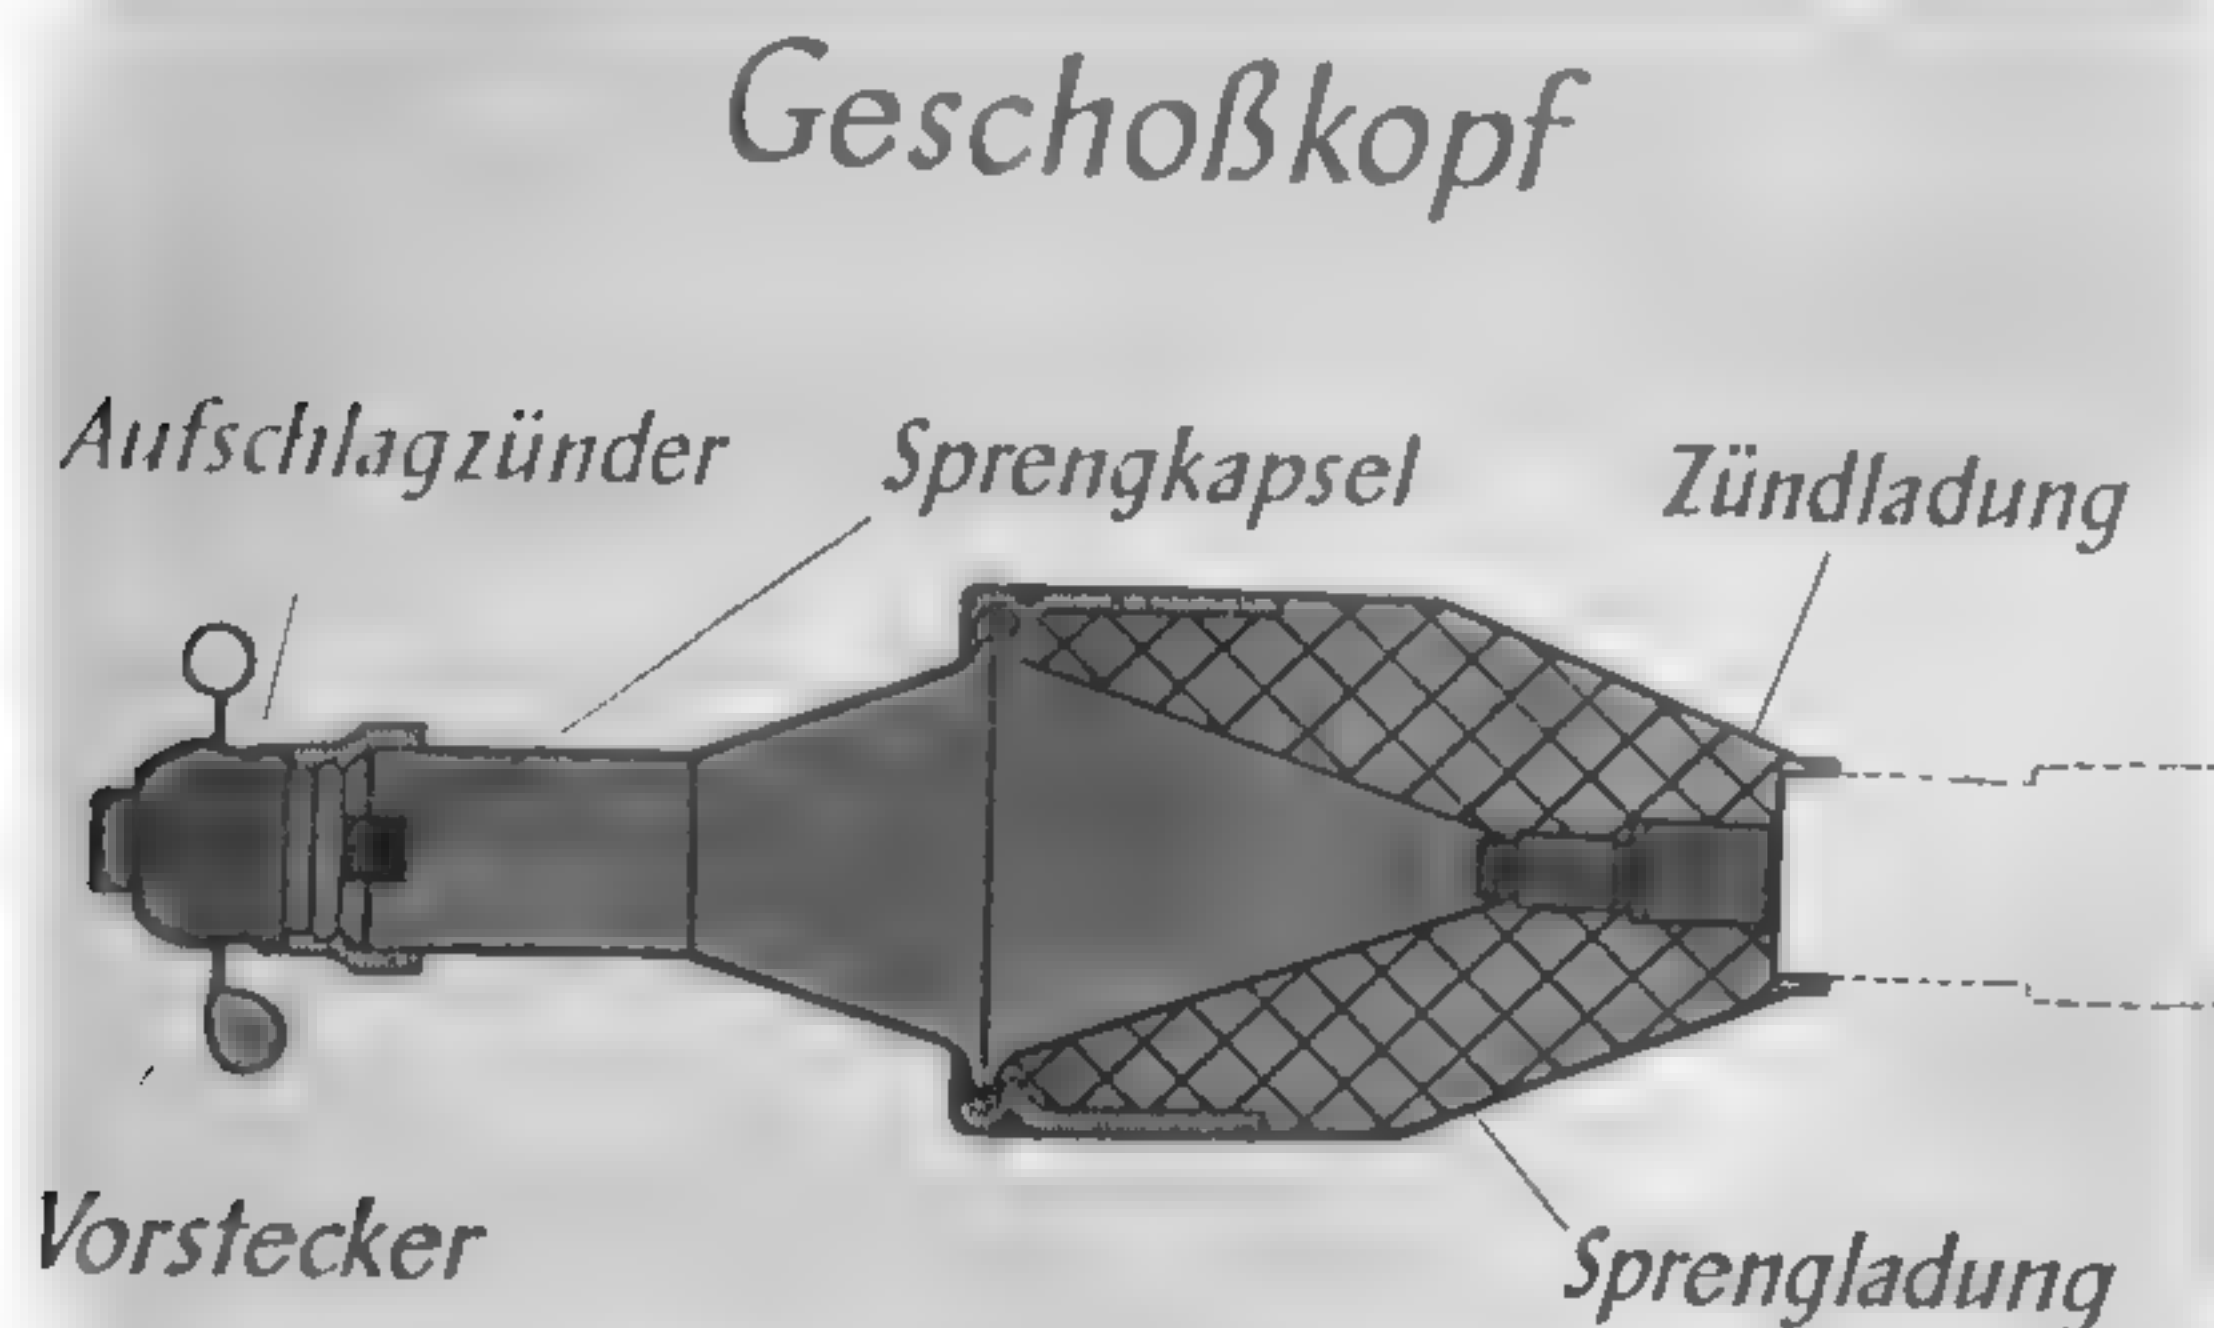 Geschoßkopf
Aufschlagzünder
Sprengkapsel
Zündladung
Vorstecker
Sprengladung